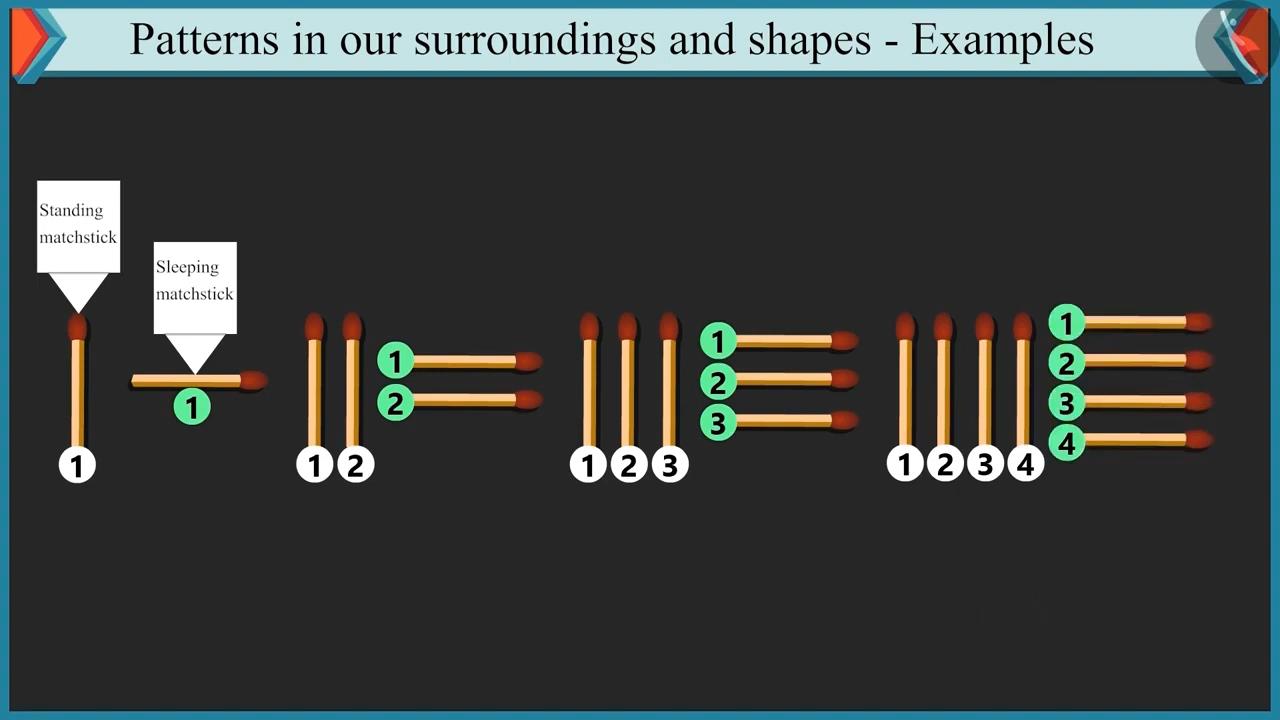 Patterns in our surroundings and shapes - Examples
Standing
matchstick
Sleeping
matchstick
1
1
1 2
1
2
1 2 3
1
2
3
1 2 3 4
1
2
3
4